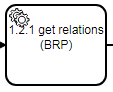 1.2.1 get relations
(BRP)